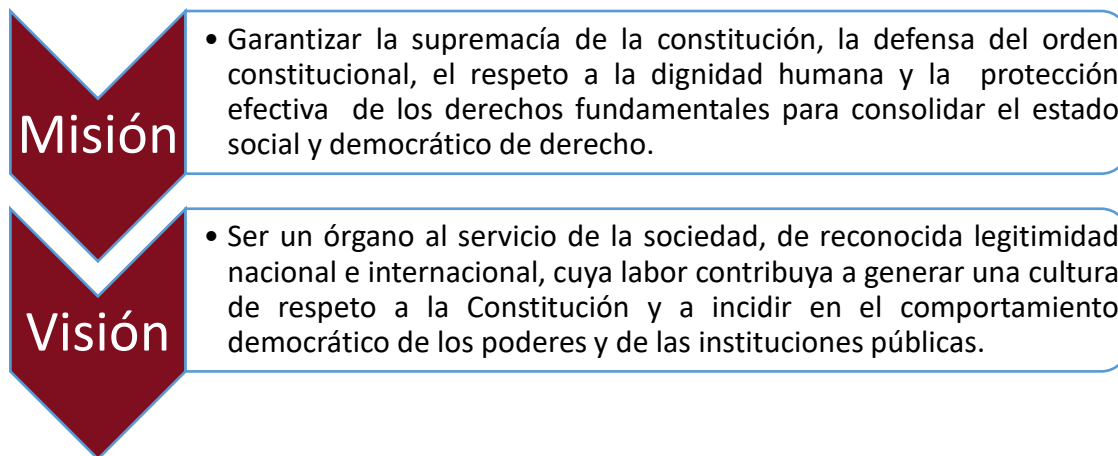 Misión
• Garantizar la supremacía de la constitución, la defensa del orden
constitucional, el respeto a la dignidad humana y la protección
efectiva de los derechos fundamentales para consolidar el estado
social y democrático de derecho.
Visión
• Ser un órgano al servicio de la sociedad, de reconocida legitimidad
nacional e internacional, cuya labor contribuya a generar una cultura
de respeto a la Constitución y a incidir en el comportamiento
democrático de los poderes y de las instituciones públicas.